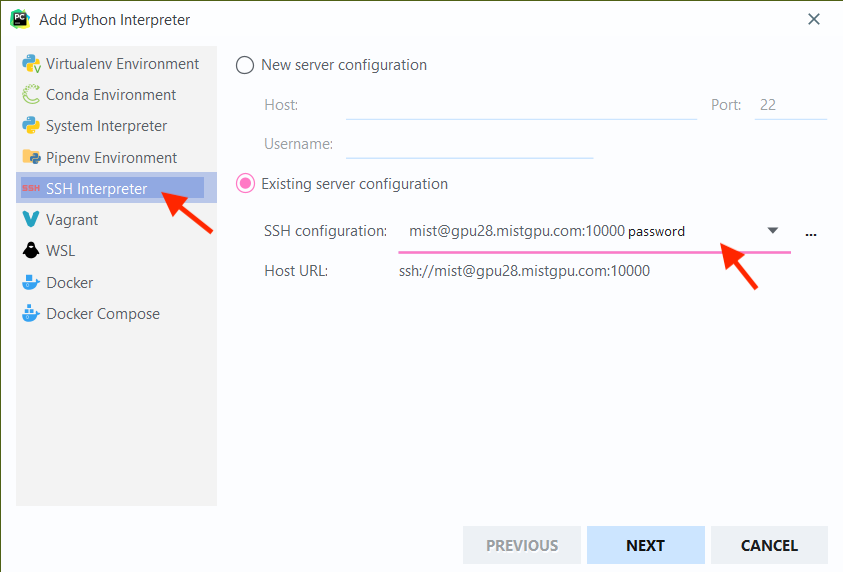 Add Python Interpreter
Virtualenv Environment
Conda Environment
System Interpreter
Pipenv Environment
SSH SSH Interpreter
Vagrant
WSL
Docker
Docker Compose
New server configuration
Host: Port: 22
Username:
Existing server configuration
SSH configuration: mist@gpu28.mistgpu.com:10000 password ...
Host URL: ssh://mist@gpu28.mistgpu.com:10000
PREVIOUS NEXT CANCEL